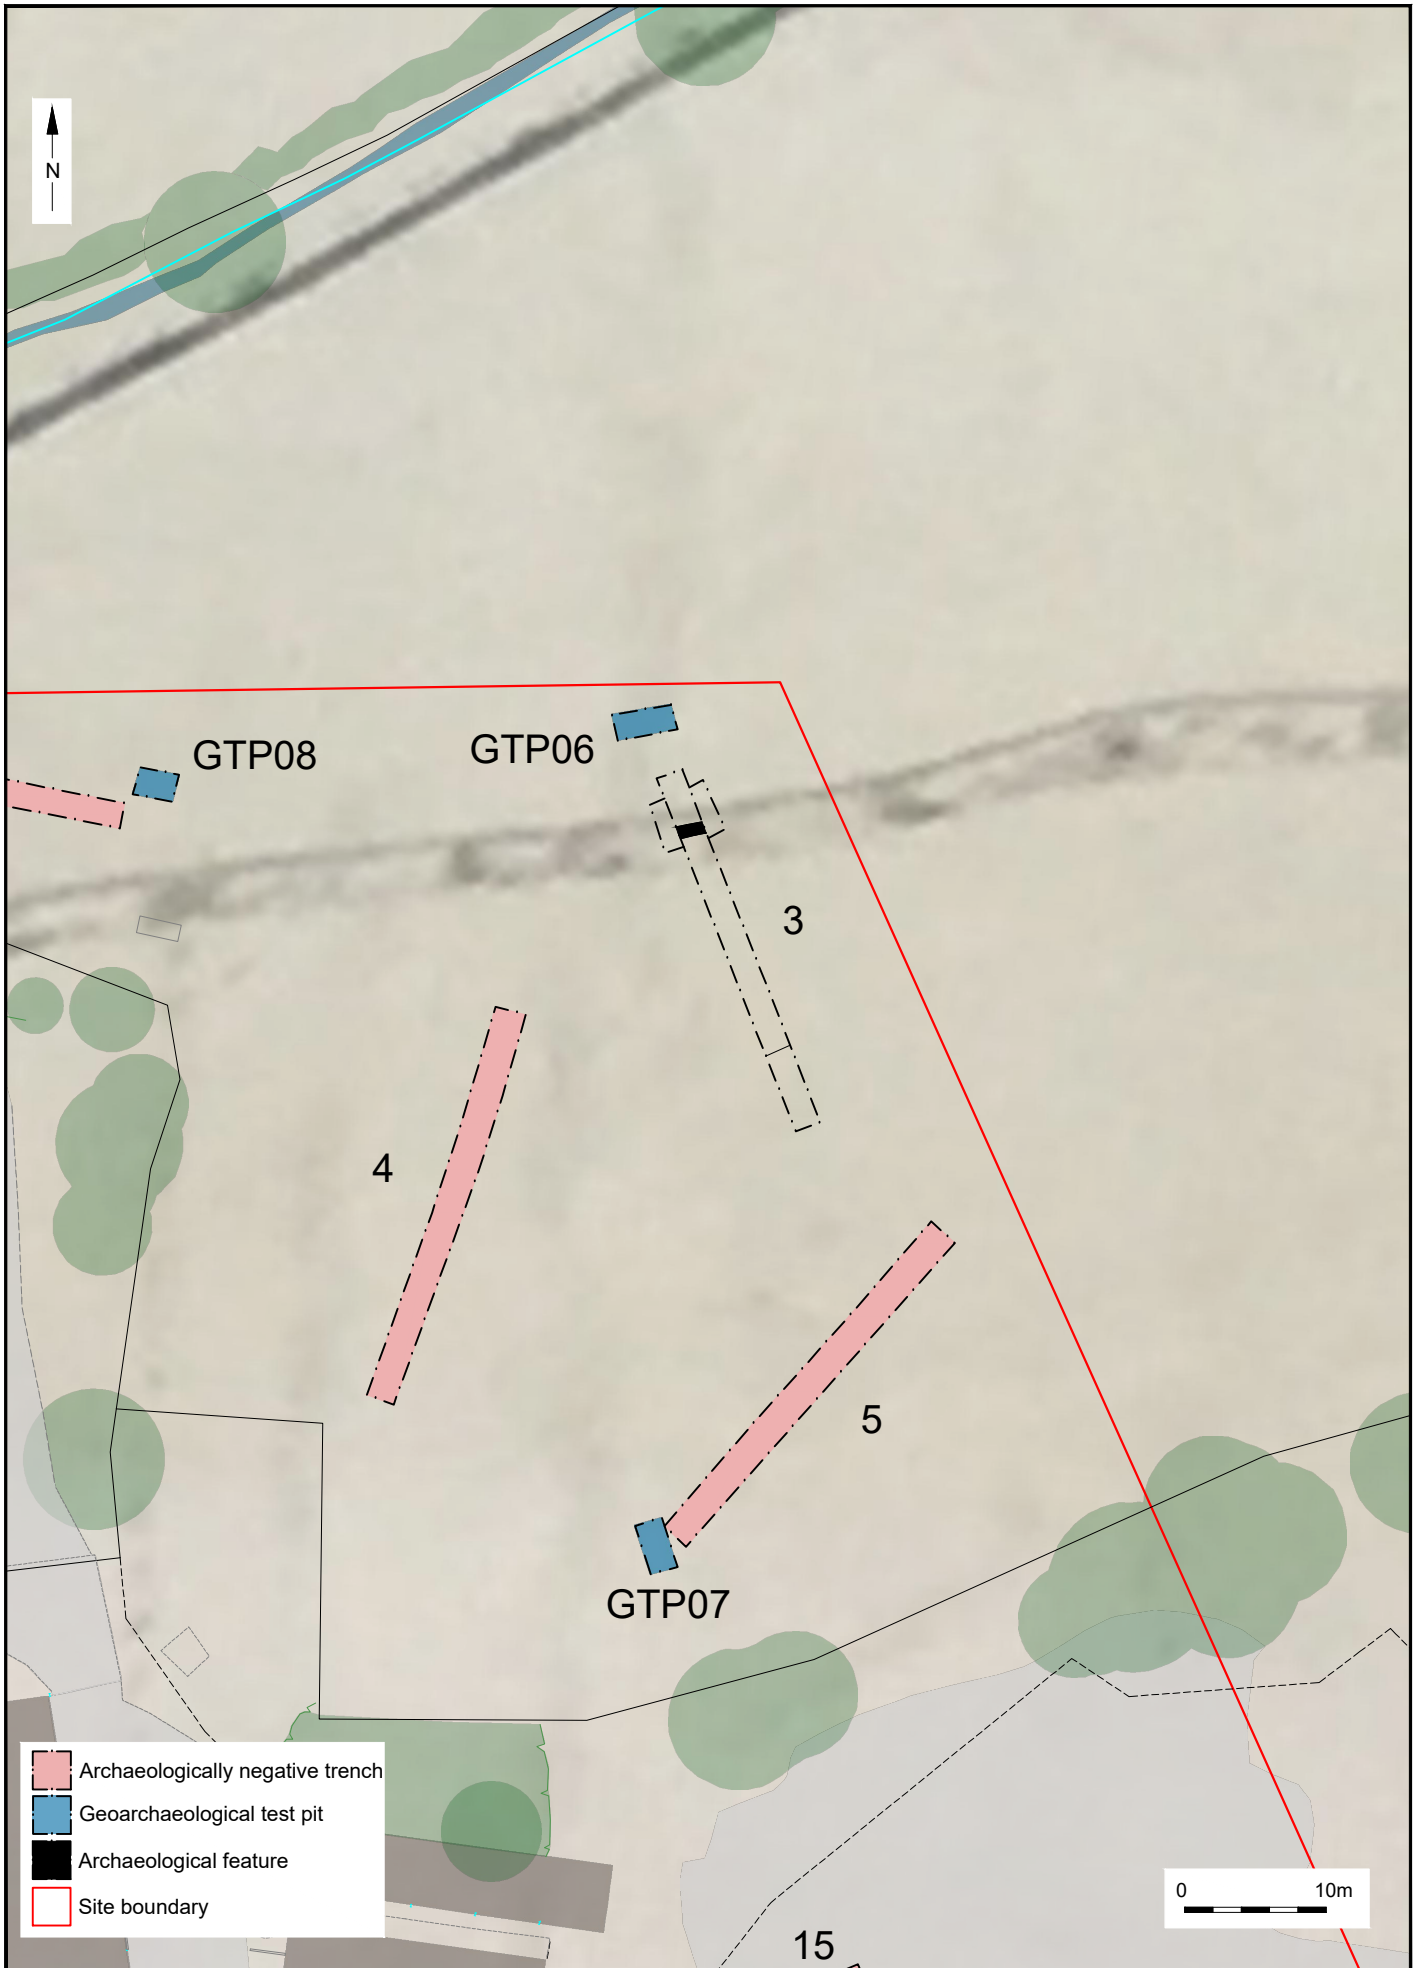 N
GTP08
GTP06
3
4
5
GTP07
Archaeologically negative trench
Geoarchaeological test pit
Archaeological feature
Site boundary
0 10m
15